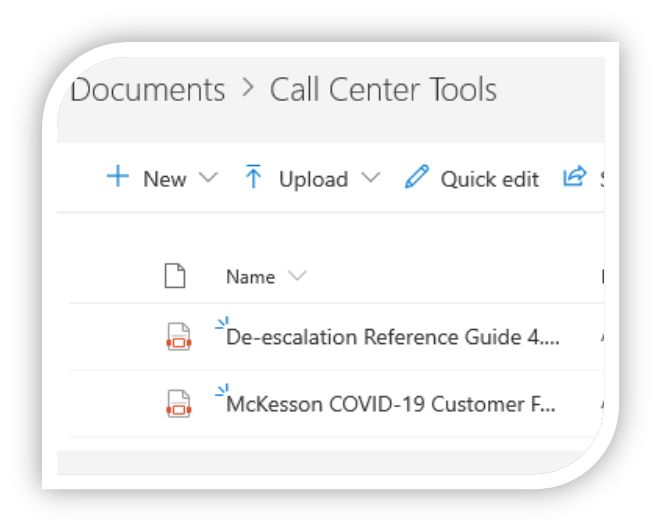 Documents > Call Center Tools
New Upload Quick edit
Name
De-escalation Reference Guide 4....
McKesson COVID-19 Customer F...